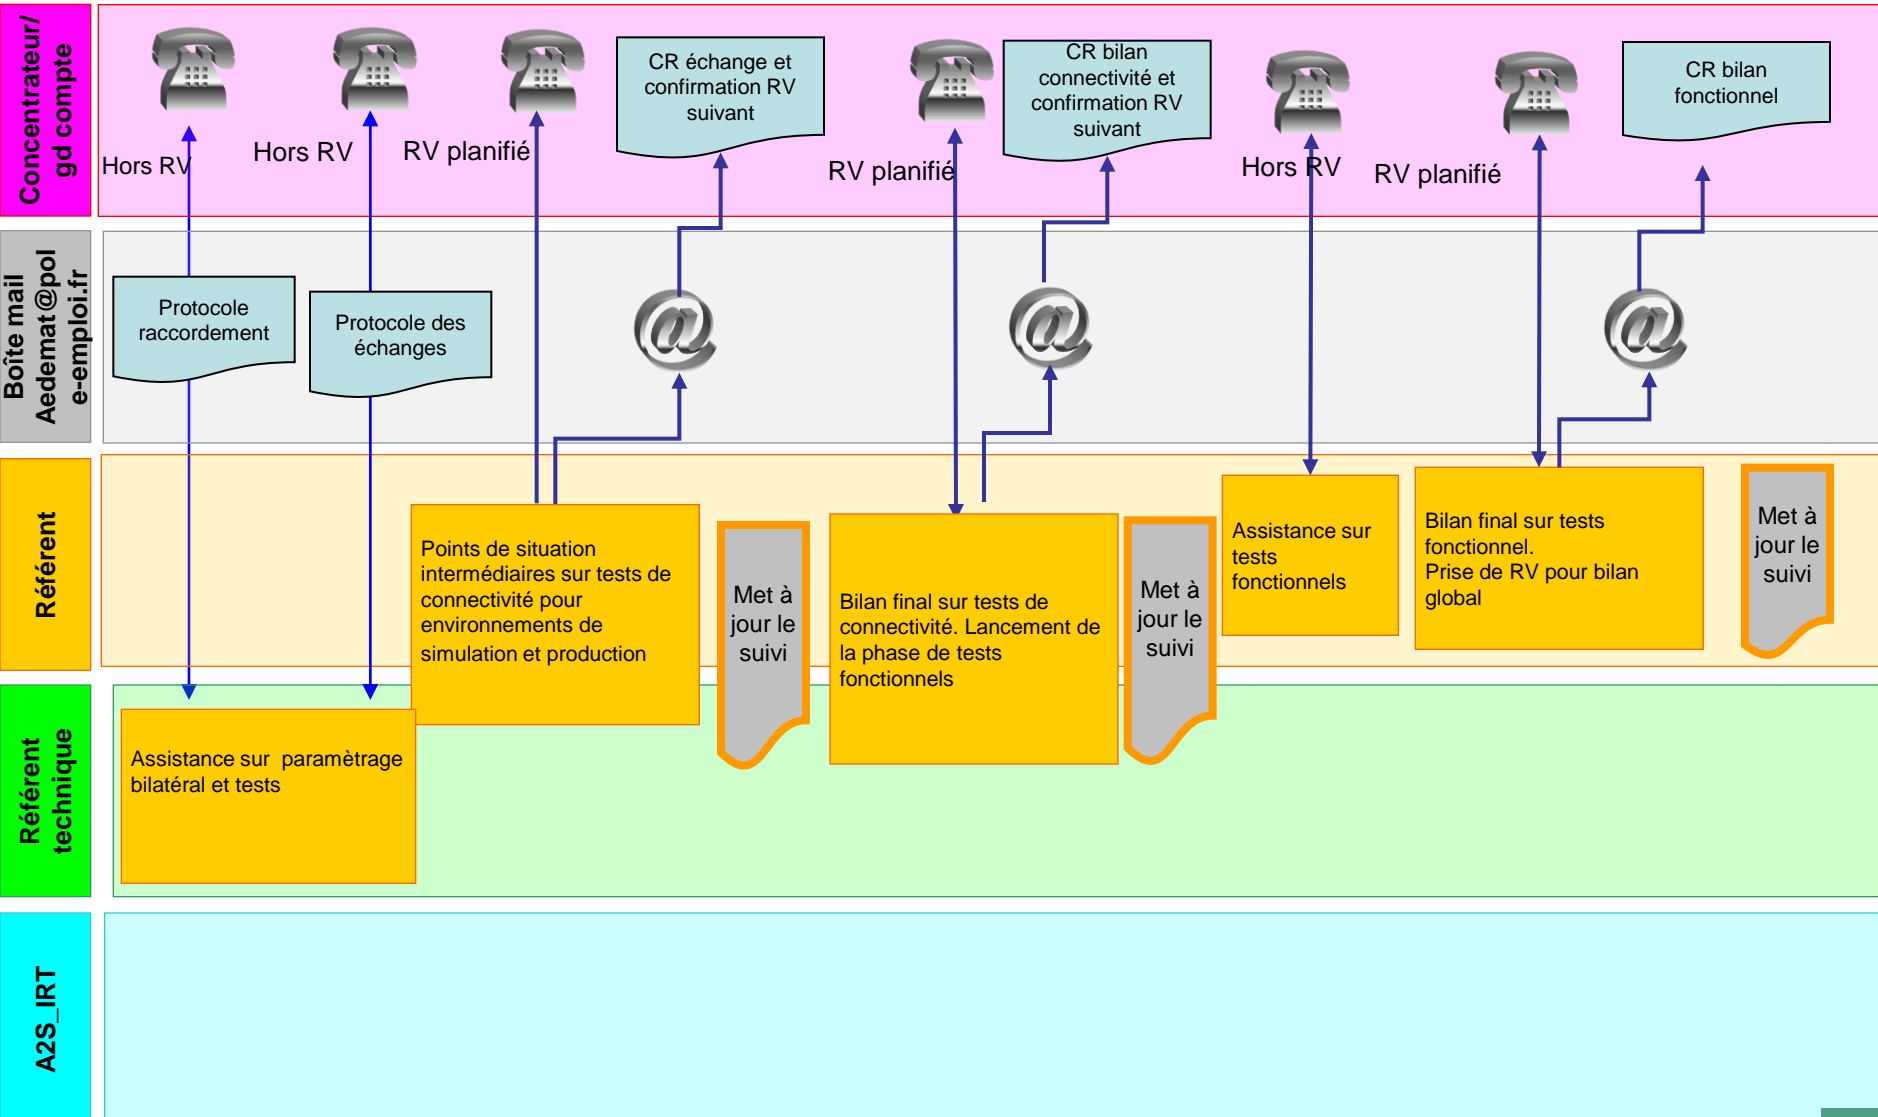 Concentrateur/
gd compte
Hors RV
Hors RV
RV planifié
CR échange et
confirmation RV
suivant
RV planifié
CR bilan
connectivité et
confirmation RV
suivant
Hors RV
RV planifié
CR bilan
fonctionnel
Boîte mail
Aedemat@pol
e-emploi.fr
Protocole
raccordement
Protocole des
échanges
@
@
@
Référent
Points de situation
intermédiaires sur tests de
connectivité pour
environnements de
simulation et production
Met à
jour le
suivi
Bilan final sur tests de
connectivité. Lancement de
la phase de tests
fonctionnels
Met à
jour le
suivi
Assistance sur
tests
fonctionnels
Bilan final sur tests
fonctionnel.
Prise de RV pour bilan
global
Met à
jour le
suivi
Référent
technique
Assistance sur  paramètrage
bilatéral et tests
A2S_IRT